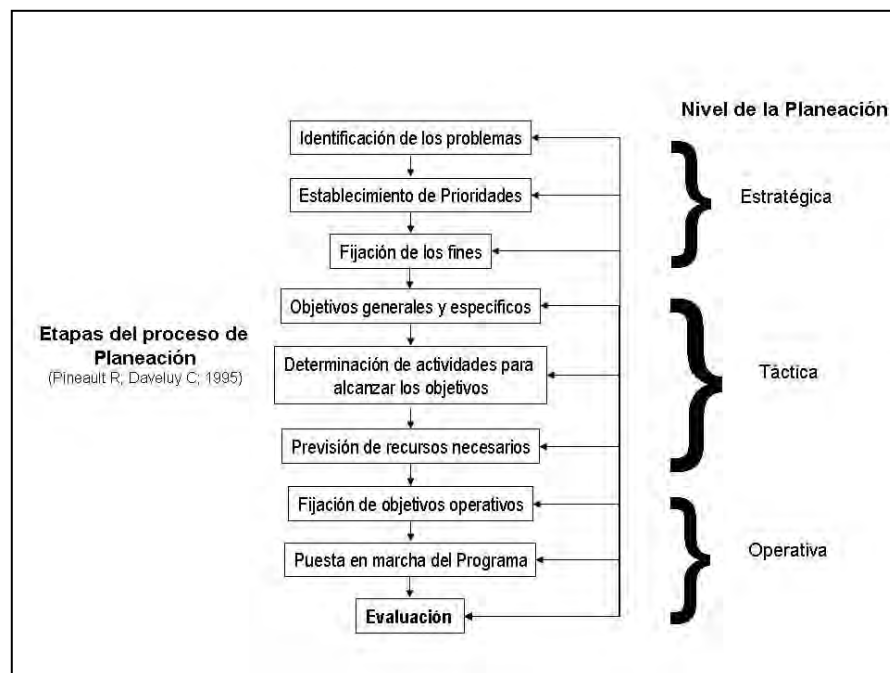 Nivel de la Planeación
Identificación de los problemas
Establecimiento de Prioridades
Estratégica
Fijación de los fines
Objetivos generales y específicos
Etapas del proceso de
Planeación
(Pineault R; Daveluy C; 1995)
Determinación de actividades para
alcanzar los objetivos
Táctica
Previsión de recursos necesarios
Fijación de objetivos operativos
Puesta en marcha del Programa
Operativa
Evaluación